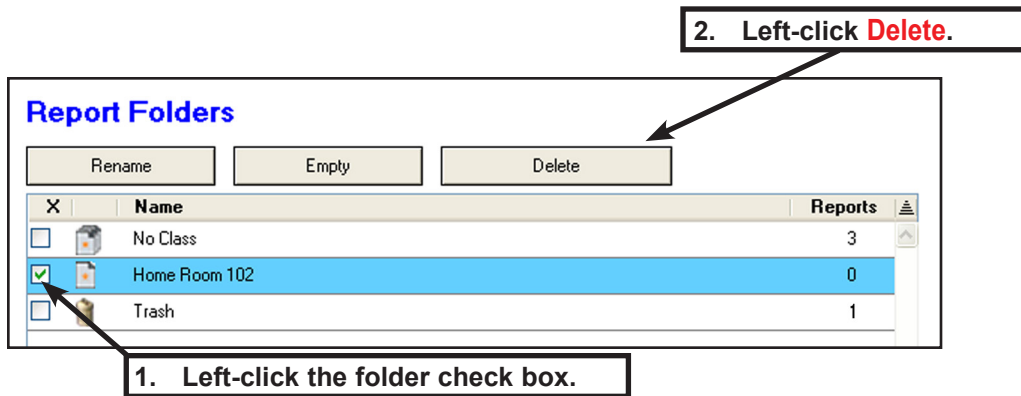 2. Left-click Delete.
Report Folders
Rename Empty Delete
X Name Reports
No Class 3
Home Room 102 0
Trash 1
1. Left-click the folder check box.